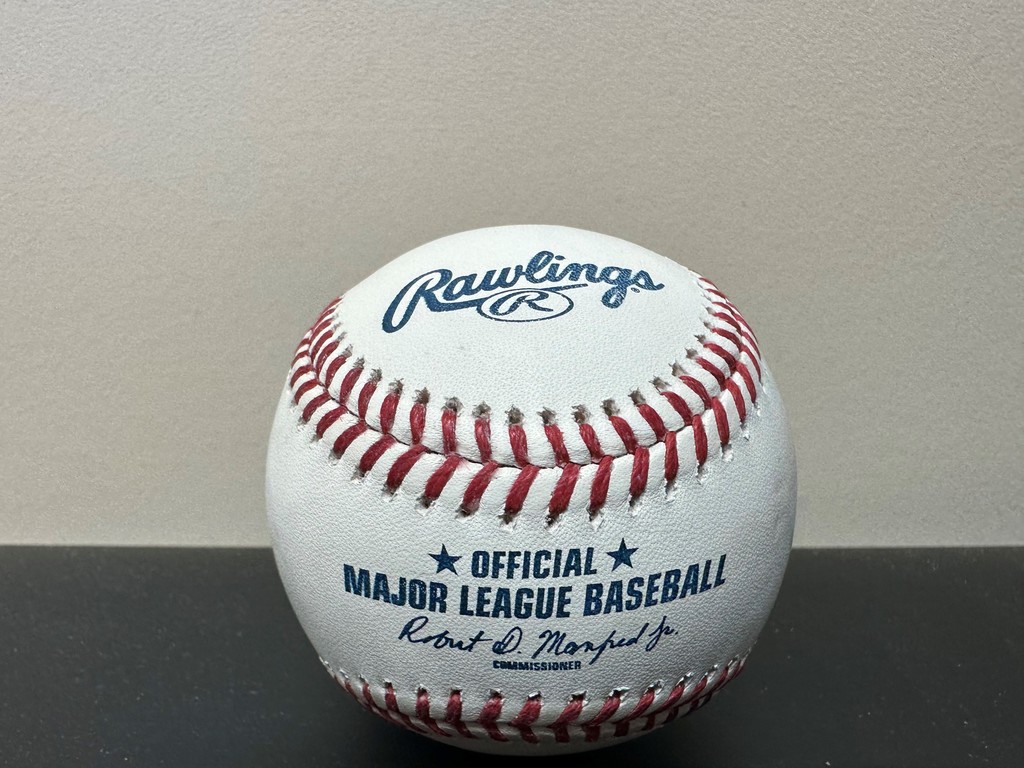 Rawlings
R
★ OFFICIAL ★
MAJOR LEAGUE BASEBALL
Robert D. Manfred Jr.
COMMISSIONER